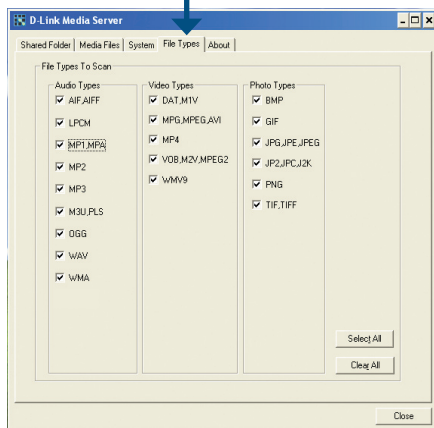 D-Link Media Server
Shared Folder Media Files System File Types About
File Types To Scan
Audio Types
AIF,AIFF
LPCM
MP1,MPA
MP2
MP3
M3U,PLS
OGG
WAV
WMA
Video Types
DAT,M1V
MPG,MPEG,AVI
MP4
VOB,M2V,MPEG2
WMV9
Photo Types
BMP
GIF
JPG,JPE,JPEG
JP2,JPC,J2K
PNG
TIF,TIFF
Select All
Clear All
Close